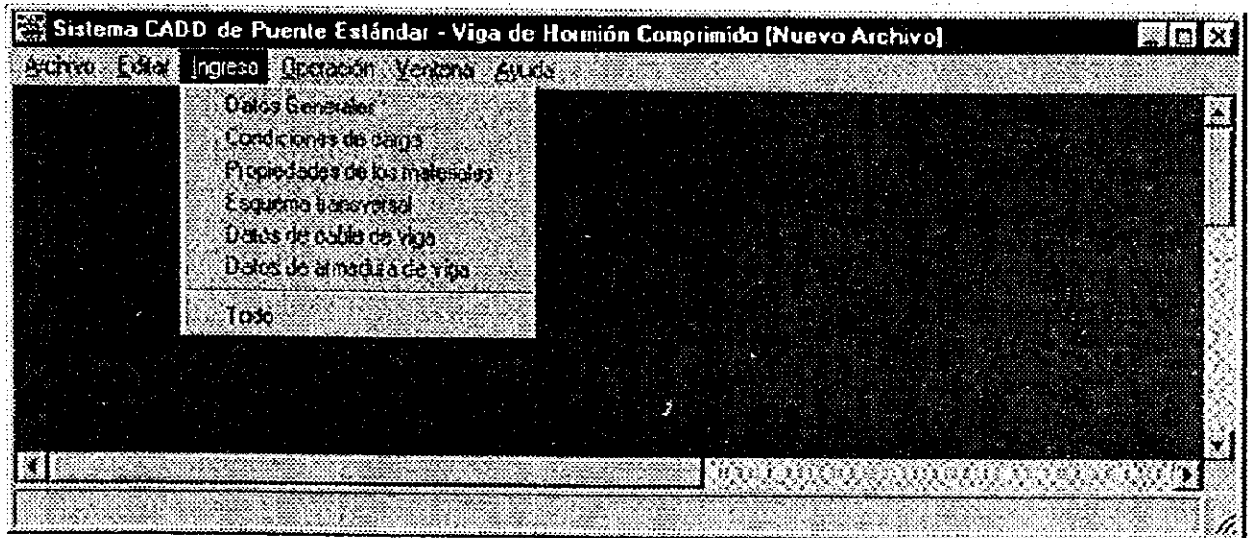 Sistema CADD de Puente Estándar - Viga de Hormión Comprimido [Nuevo Archivo]
Archivo Editar Ingreso Operación Ventana Ayuda
Datos Generales
Condiciones de carga
Propiedades de los materiales
Esquema transversal
Datos de cable de viga
Datos de armadura de viga
Todo